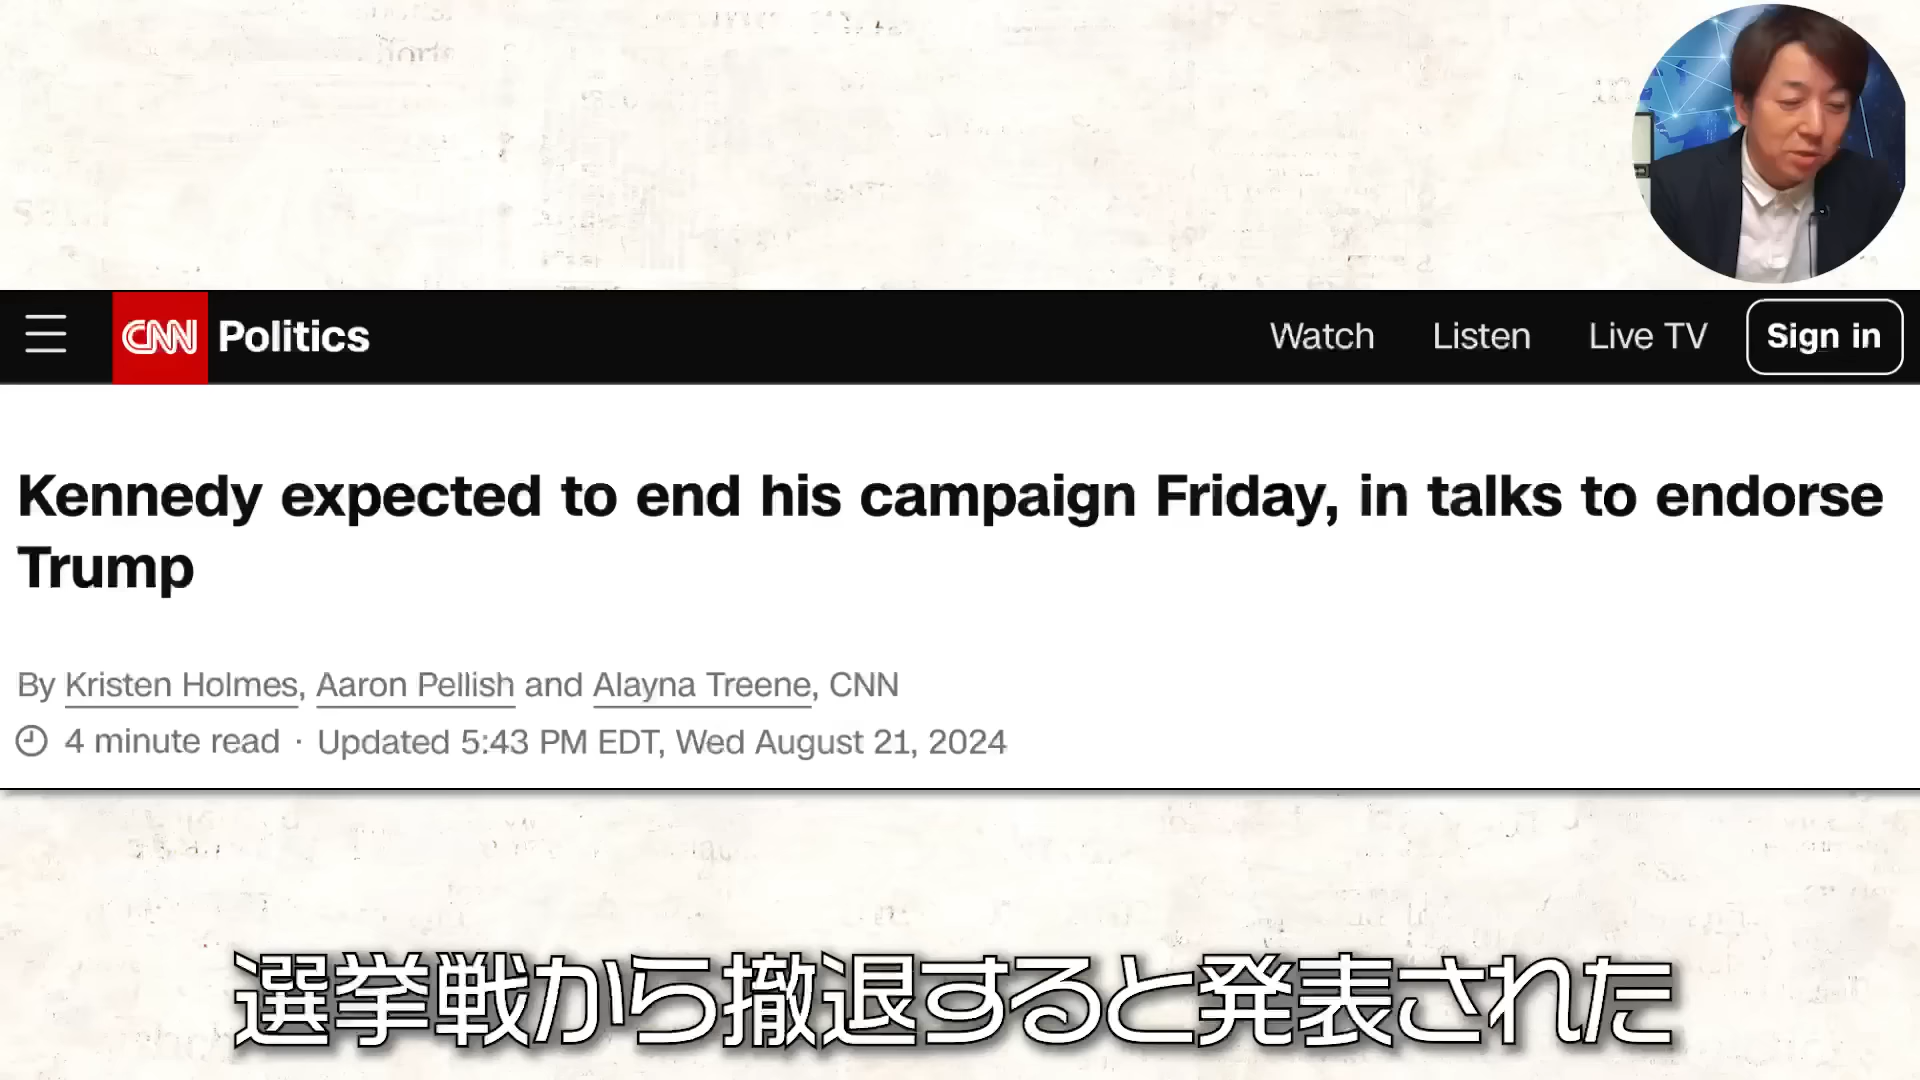 CNN Politics
Watch Listen Live TV Sign in
Kennedy expected to end his campaign Friday, in talks to endorse
Trump
By Kristen Holmes, Aaron Pellish and Alayna Treene, CNN
4 minute read · Updated 5:43 PM EDT, Wed August 21, 2024
選挙戦から撤退すると発表された